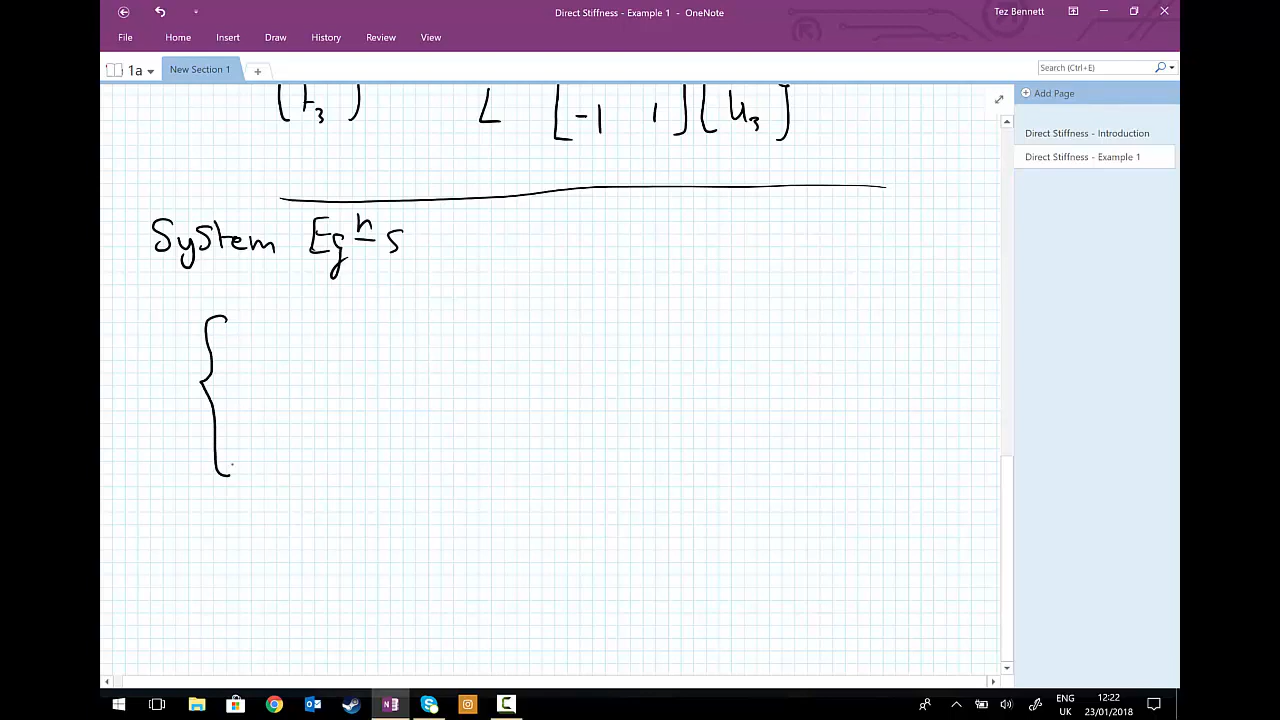 Direct Stiffness - Example 1 - OneNote
Tez Bennett
File Home Insert Draw History Review View
1a
New Section 1
+
Search (Ctrl+E)
Add Page
Direct Stiffness - Introduction
Direct Stiffness - Example 1
F₃ L [-1 1] [u₃]
System Eqⁿs
{
ENG
UK
12:22
23/01/2018